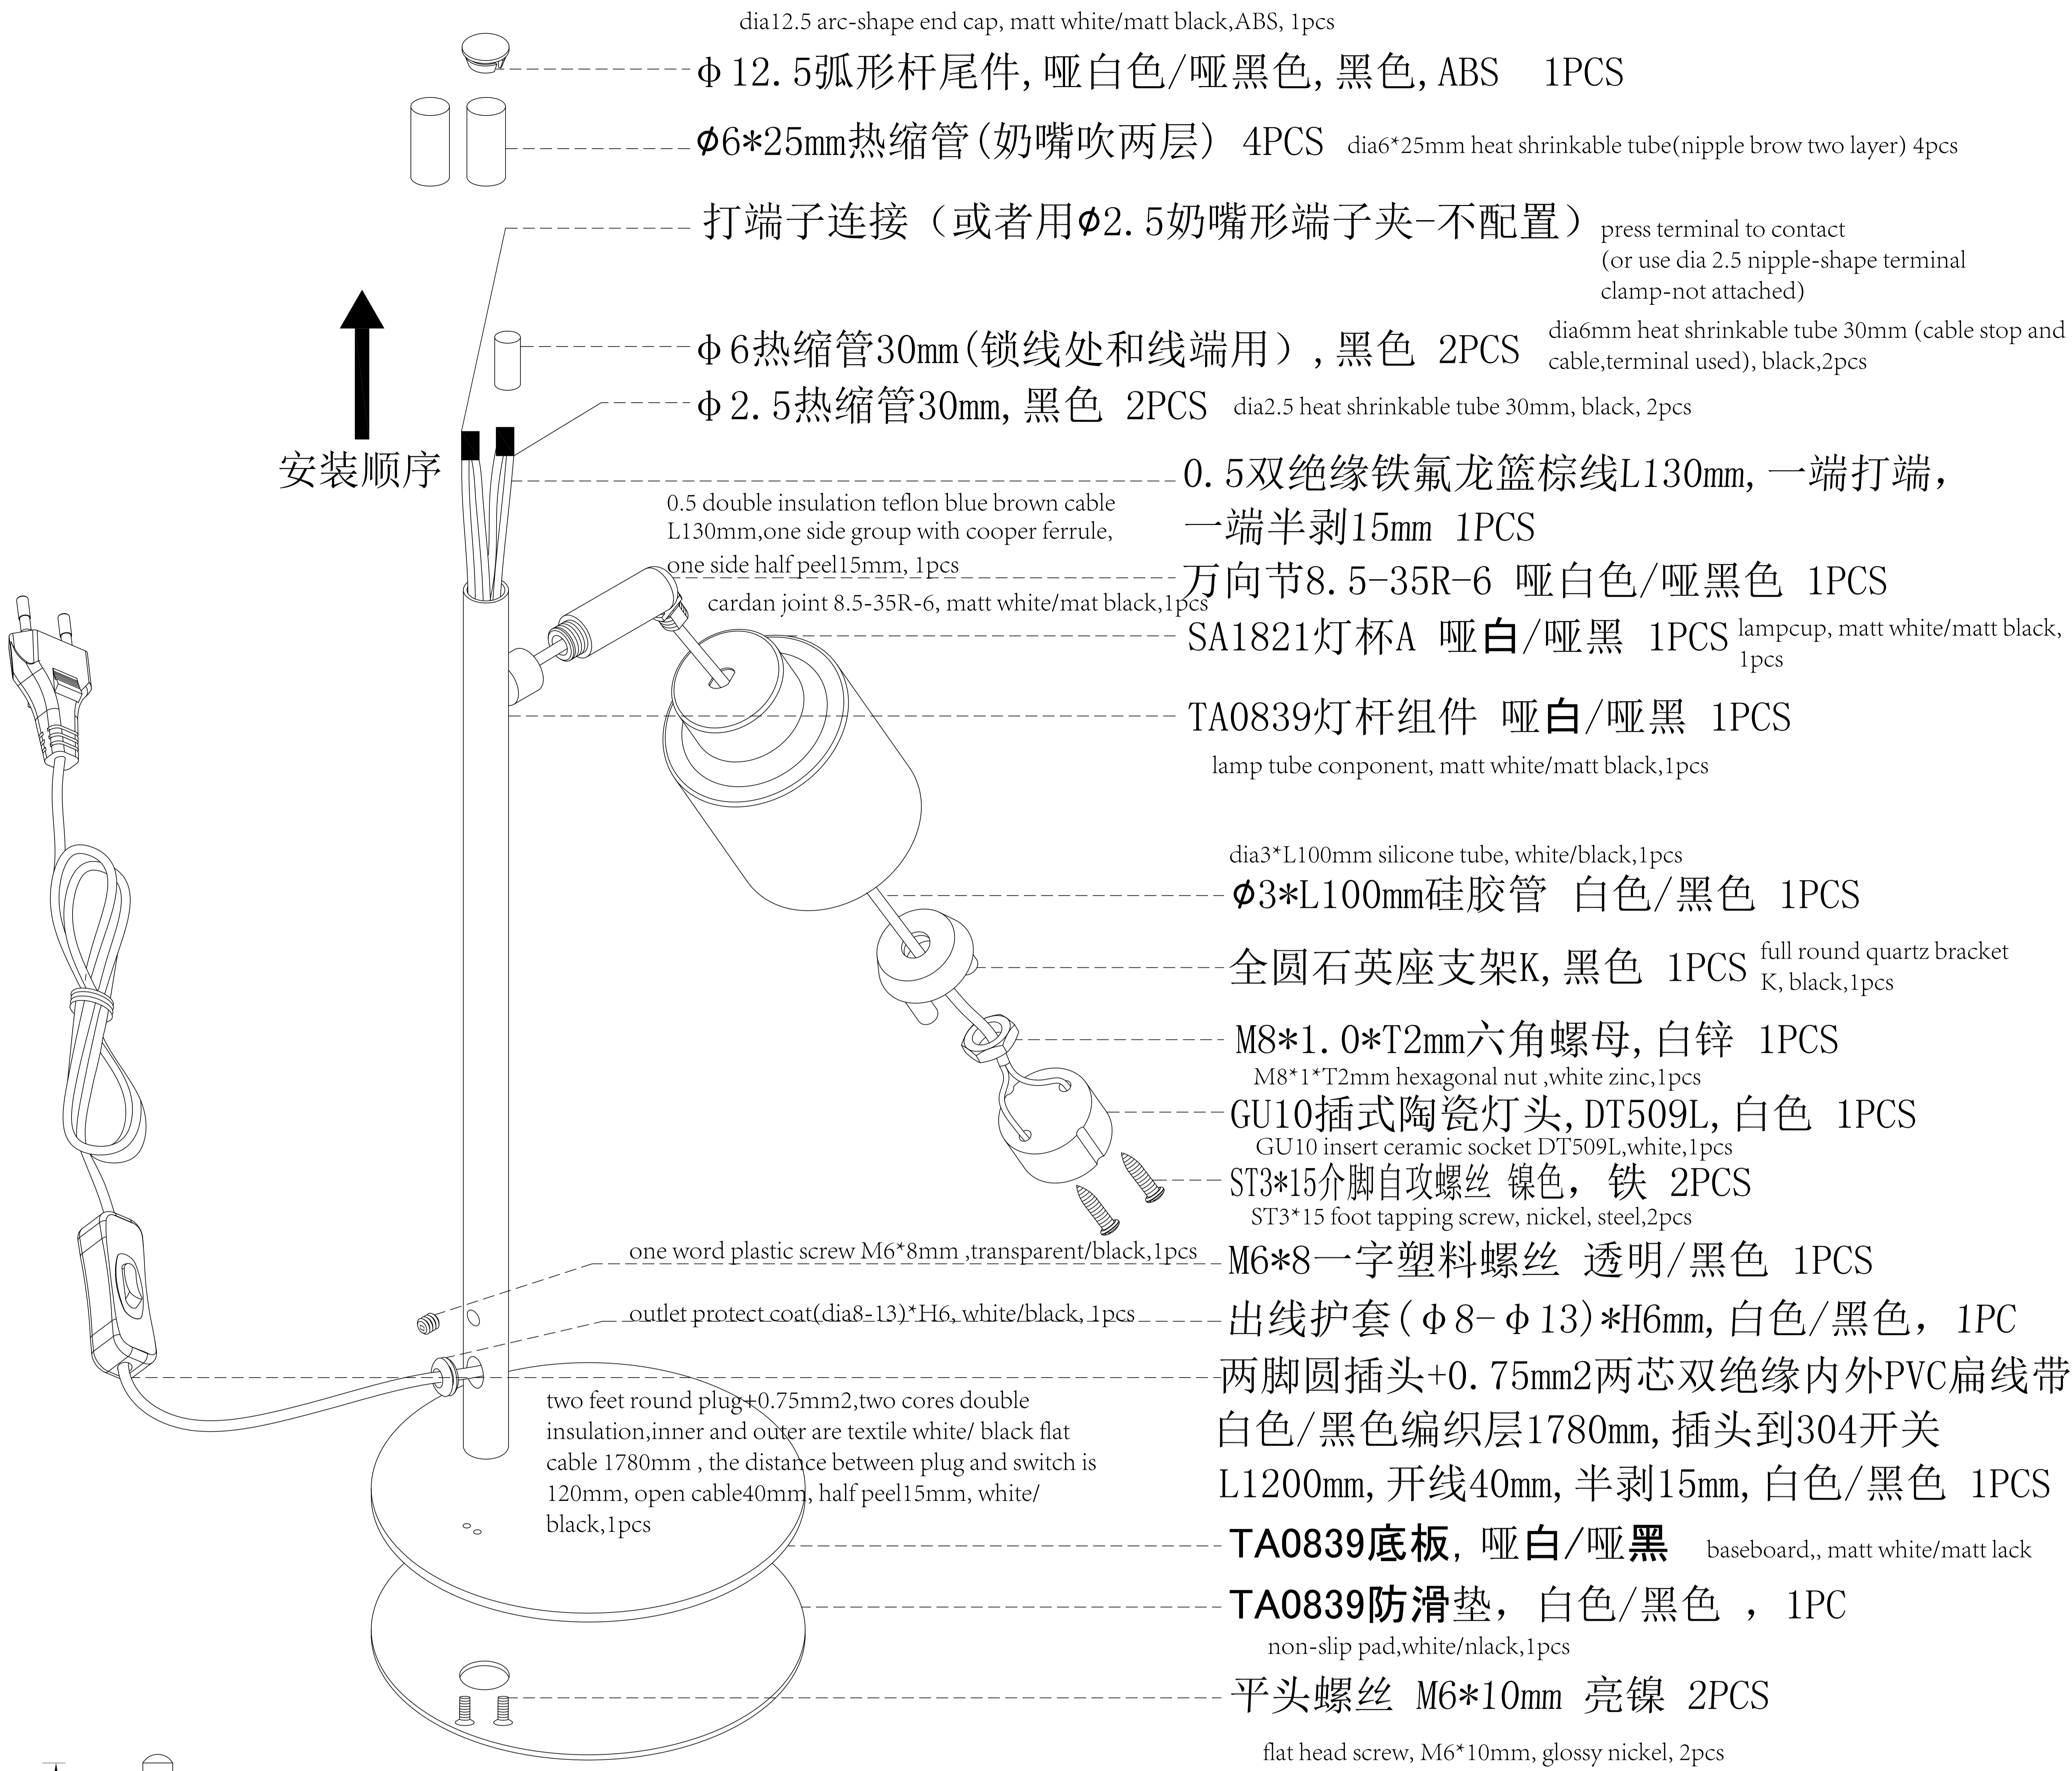 dia12.5 arc-shape end cap, matt white/matt black,ABS, 1pcs
φ12.5弧形杆尾件,哑白色/哑黑色,黑色,ABS 1PCS
Φ6*25mm热缩管(奶嘴吹两层) 4PCS
dia6*25mm heat shrinkable tube(nipple brow two layer) 4pcs
打端子连接（或者用Φ2.5奶嘴形端子夹-不配置）
press terminal to contact
(or use dia 2.5 nipple-shape terminal
clamp-not attached)
φ6热缩管30mm(锁线处和线端用）,黑色 2PCS
dia6mm heat shrinkable tube 30mm (cable stop and
cable,terminal used), black,2pcs
φ2.5热缩管30mm,黑色 2PCS
dia2.5 heat shrinkable tube 30mm, black, 2pcs
安装顺序
0.5双绝缘铁氟龙篮棕线L130mm,一端打端，
一端半剥15mm 1PCS
0.5 double insulation teflon blue brown cable
L130mm,one side group with cooper ferrule,
one side half peel15mm, 1pcs
万向节8.5-35R-6 哑白色/哑黑色 1PCS
cardan joint 8.5-35R-6, matt white/mat black,1pcs
SA1821灯杯A 哑白/哑黑 1PCS
lampcup, matt white/matt black,
1pcs
TA0839灯杆组件 哑白/哑黑 1PCS
lamp tube conponent, matt white/matt black,1pcs
dia3*L100mm silicone tube, white/black,1pcs
Φ3*L100mm硅胶管 白色/黑色 1PCS
全圆石英座支架K,黑色 1PCS
full round quartz bracket
K, black,1pcs
M8*1.0*T2mm六角螺母,白锌 1PCS
M8*1*T2mm hexagonal nut ,white zinc,1pcs
GU10插式陶瓷灯头,DT509L,白色 1PCS
GU10 insert ceramic socket DT509L,white,1pcs
ST3*15介脚自攻螺丝 镍色， 铁 2PCS
ST3*15 foot tapping screw, nickel, steel,2pcs
one word plastic screw M6*8mm ,transparent/black,1pcs
M6*8一字塑料螺丝 透明/黑色 1PCS
outlet protect coat(dia8-13)*H6, white/black, 1pcs
出线护套(φ8-φ13)*H6mm,白色/黑色， 1PC
两脚圆插头+0.75mm2两芯双绝缘内外PVC扁线带
白色/黑色编织层1780mm,插头到304开关
L1200mm,开线40mm,半剥15mm,白色/黑色 1PCS
two feet round plug+0.75mm2,two cores double
insulation,inner and outer are textile white/ black flat
cable 1780mm , the distance between plug and switch is
120mm, open cable40mm, half peel15mm, white/
black,1pcs
TA0839底板, 哑白/哑黑
baseboard,, matt white/matt lack
TA0839防滑垫， 白色/黑色 ，1PC
non-slip pad,white/nlack,1pcs
平头螺丝 M6*10mm 亮镍 2PCS
flat head screw, M6*10mm, glossy nickel, 2pcs